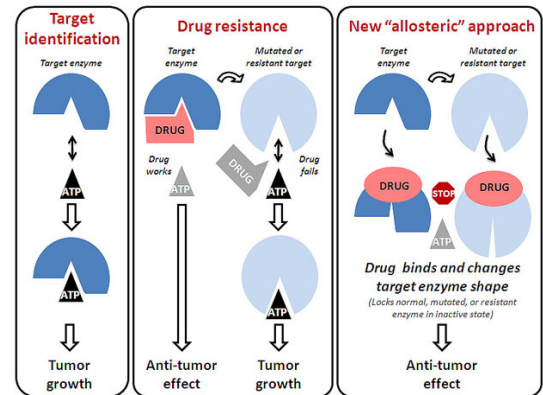 Target
identification
Target enzyme
ATP
ATP
Tumor
growth
Drug resistance
Target
enzyme
Mutated or
resistant target
DRUG
Drug
works
ATP
DRUG
ATP
Drug
fails
ATP
Anti-tumor
effect
Tumor
growth
New “allosteric” approach
Target
enzyme
Mutated or
resistant target
DRUG
STOP
DRUG
ATP
Drug binds and changes
target enzyme shape
(Locks normal, mutated, or resistant
enzyme in inactive state)
Anti-tumor
effect